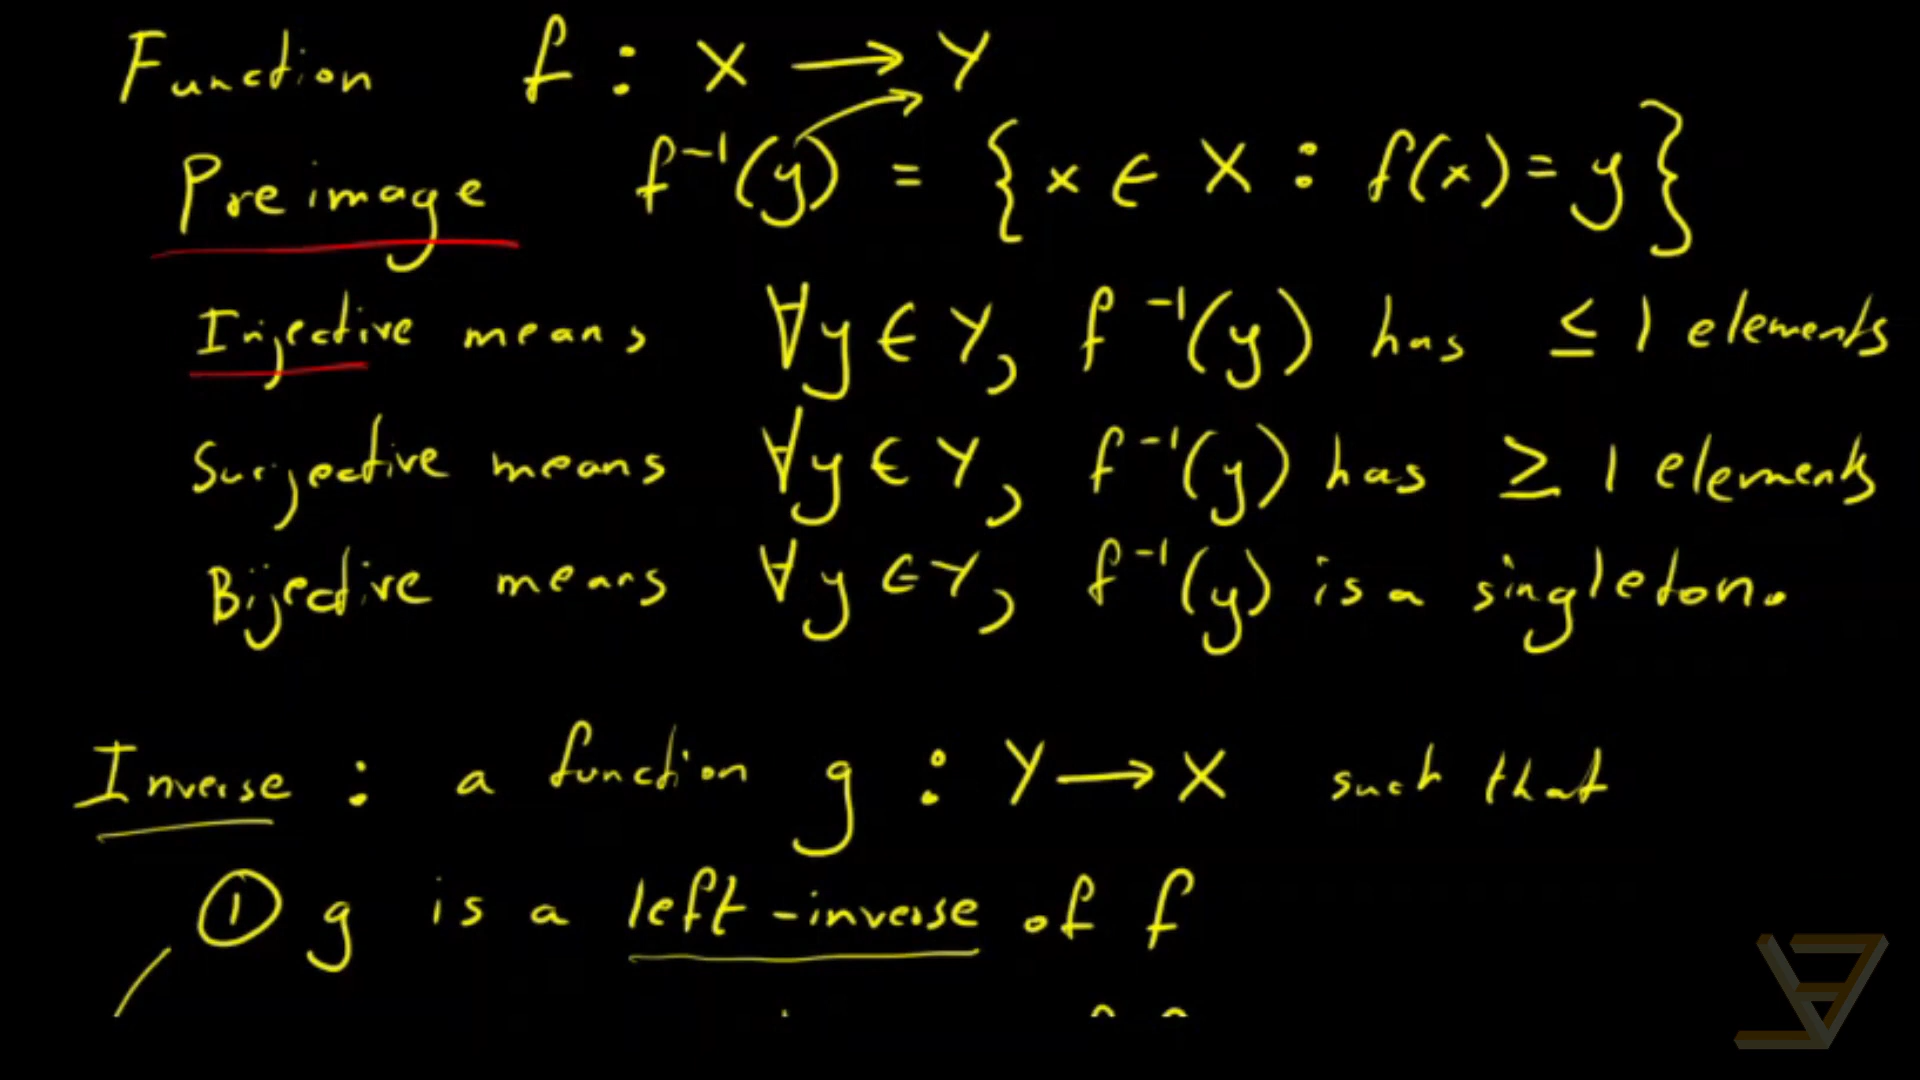 Function f : X → Y
Preimage f⁻¹(y) = {x ∈ X : f(x) = y}
Injective means ∀y ∈ Y, f⁻¹(y) has ≤ 1 elements
Surjective means ∀y ∈ Y, f⁻¹(y) has ≥ 1 elements
Bijective means ∀y ∈ Y, f⁻¹(y) is a singleton.
Inverse : a function g : Y → X such that
① g is a left-inverse of f